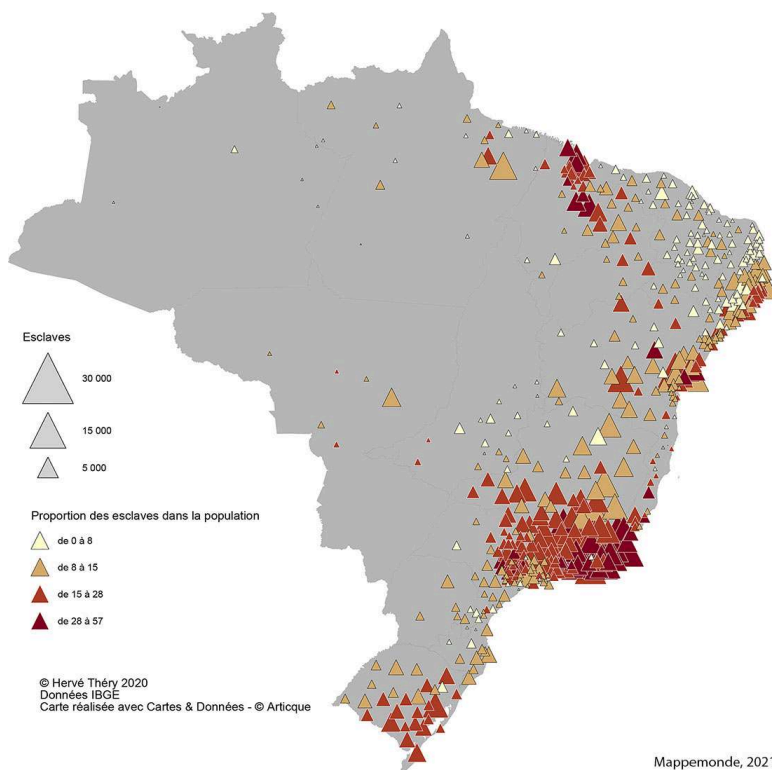 Esclaves
30 000
15 000
5 000
Proportion des esclaves dans la population
de 0 à 8
de 8 à 15
de 15 à 28
de 28 à 57
© Hervé Théry 2020
Données IBGE
Carte réalisée avec Cartes & Données - © Articque
Mappemonde, 2021